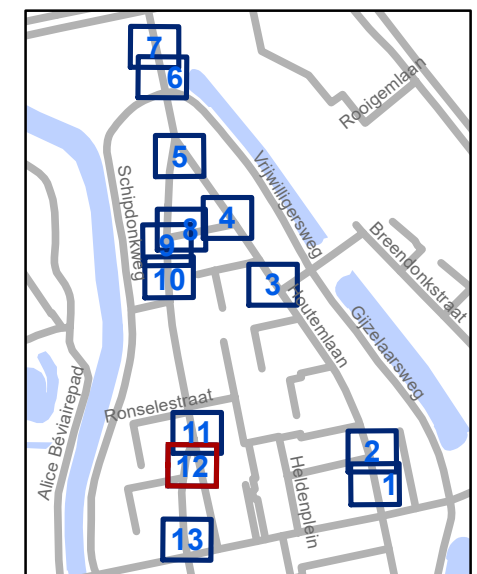 7
6
Rooigemlaan
5
Vrijwilligersweg
Schipdonkweg
4
8
9
Breendonkstraat
10
3
Houtemlaan
Gijzelaarsweg
Alice Béviairepad
Ronselestraat
11
2
12
Heldenplein
1
13